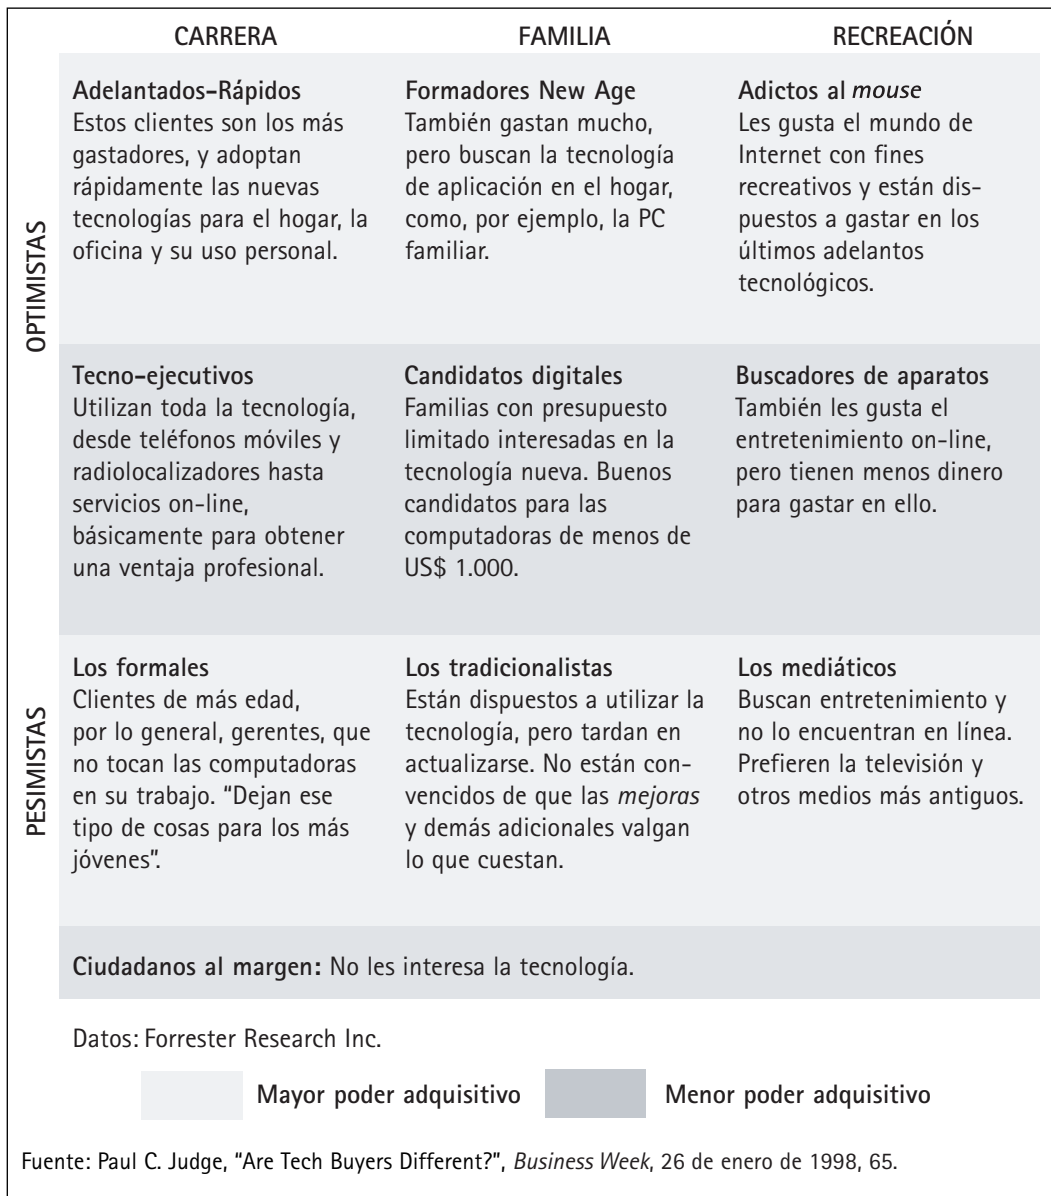 CARRERA
FAMILIA
RECREACIÓN
OPTIMISTAS
Adelantados-Rápidos
Estos clientes son los más
gastadores, y adoptan
rápidamente las nuevas
tecnologías para el hogar, la
oficina y su uso personal.
Formadores New Age
También gastan mucho,
pero buscan la tecnología
de aplicación en el hogar,
como, por ejemplo, la PC
familiar.
Adictos al mouse
Les gusta el mundo de
Internet con fines
recreativos y están dis-
puestos a gastar en los
últimos adelantos
tecnológicos.
Tecno-ejecutivos
Utilizan toda la tecnología,
desde teléfonos móviles y
radiolocalizadores hasta
servicios on-line,
básicamente para obtener
una ventaja profesional.
Candidatos digitales
Familias con presupuesto
limitado interesadas en la
tecnología nueva. Buenos
candidatos para las
computadoras de menos de
US$ 1.000.
Buscadores de aparatos
También les gusta el
entretenimiento on-line,
pero tienen menos dinero
para gastar en ello.
PESIMISTAS
Los formales
Clientes de más edad,
por lo general, gerentes, que
no tocan las computadoras
en su trabajo. "Dejan ese
tipo de cosas para los más
jóvenes".
Los tradicionalistas
Están dispuestos a utilizar la
tecnología, pero tardan en
actualizarse. No están con-
vencidos de que las mejoras
y demás adicionales valgan
lo que cuestan.
Los mediáticos
Buscan entretenimiento y
no lo encuentran en línea.
Prefieren la televisión y
otros medios más antiguos.
Ciudadanos al margen: No les interesa la tecnología.
Datos: Forrester Research Inc.
Mayor poder adquisitivo
Menor poder adquisitivo
Fuente: Paul C. Judge, "Are Tech Buyers Different?", Business Week, 26 de enero de 1998, 65.